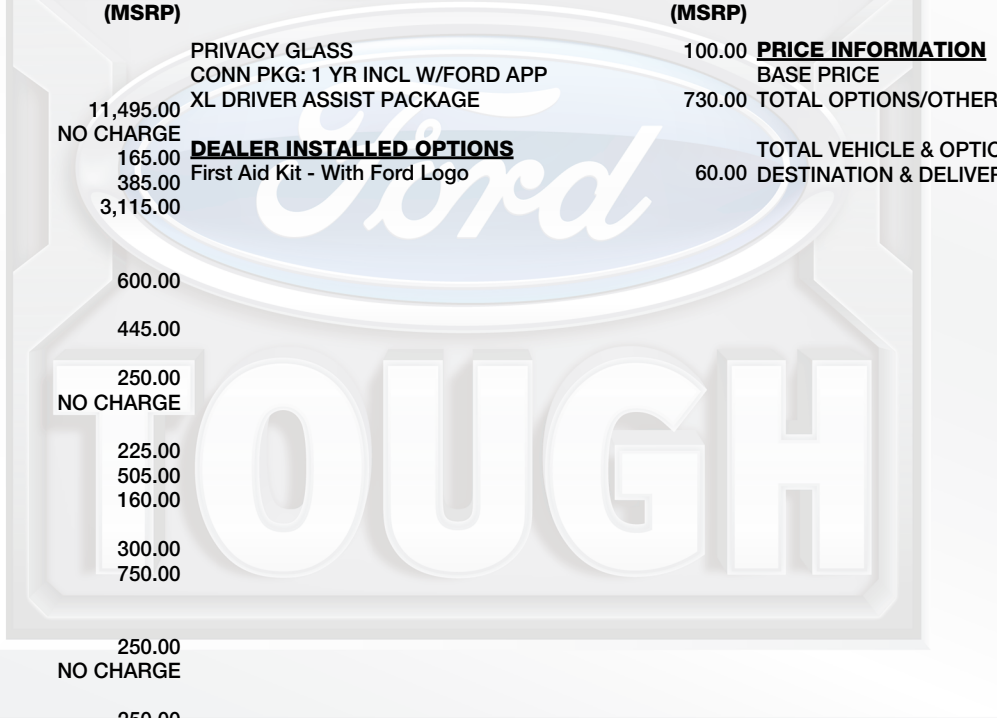 (MSRP)
11,495.00
NO CHARGE
165.00
385.00
3,115.00
600.00
445.00
250.00
NO CHARGE
225.00
505.00
160.00
300.00
750.00
250.00
NO CHARGE
250.00
PRIVACY GLASS
CONN PKG: 1 YR INCL W/FORD APP
XL DRIVER ASSIST PACKAGE
DEALER INSTALLED OPTIONS
First Aid Kit - With Ford Logo
(MSRP)
100.00
730.00
60.00
PRICE INFORMATION
BASE PRICE
TOTAL OPTIONS/OTHER
TOTAL VEHICLE & OPTIO
DESTINATION & DELIVER
Ford
TOUGH